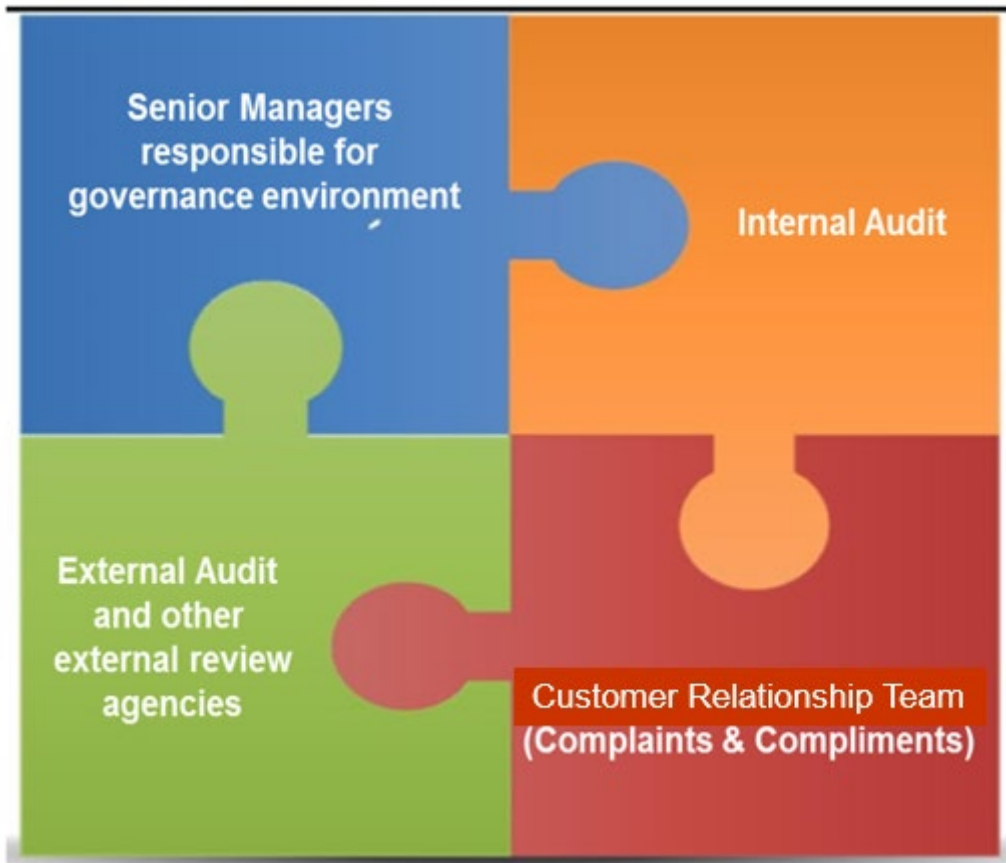 Senior Managers
responsible for
governance environment
Internal Audit
External Audit
and other
external review
agencies
Customer Relationship Team
(Complaints & Compliments)